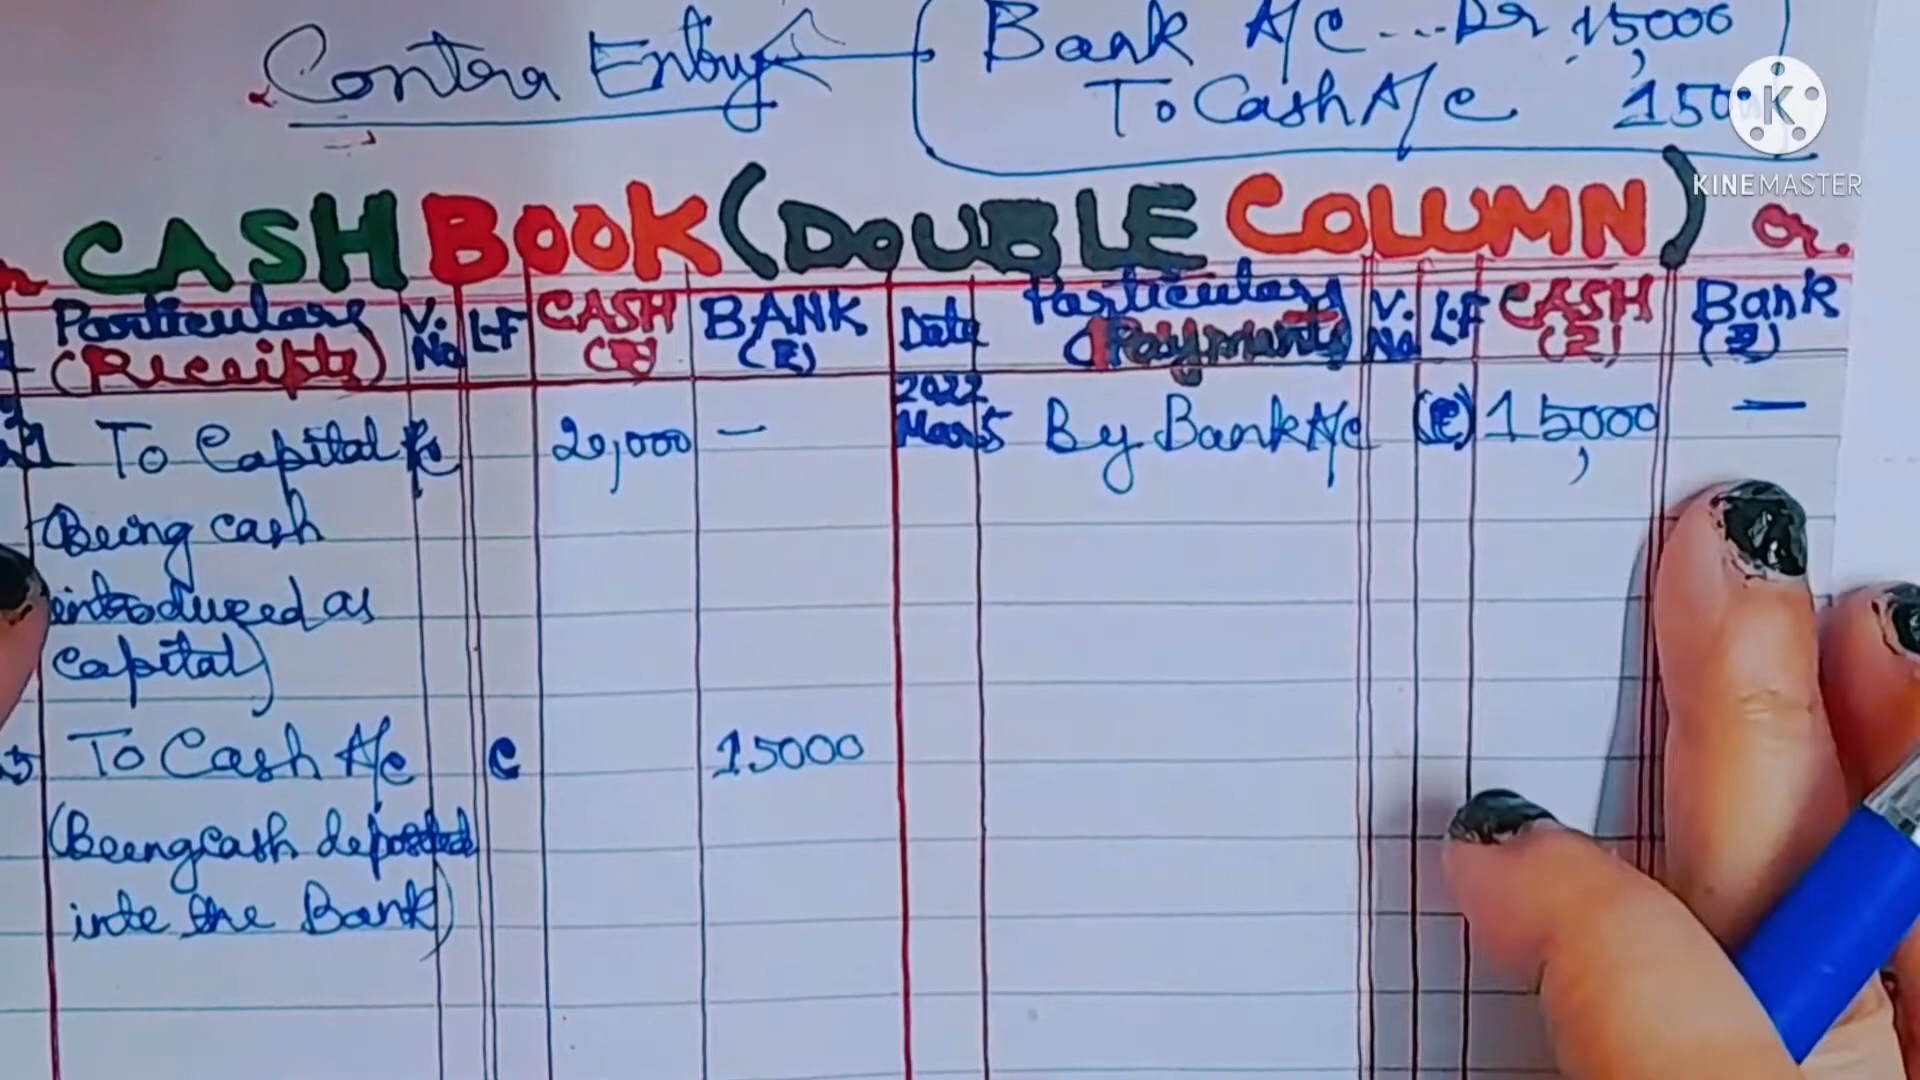 Contra Entry
Bank A/c ... Dr 15,000
To Cash A/c 150
KINEMASTER
CASH BOOK (DOUBLE COLUMN) Cr.
Particulars (Receipts) V. No L.F CASH (₹) BANK (₹) Date Particulars (Payments) V. No L.F CASH (₹) Bank (₹)
To Capital A/c 20,000 — 2022 Mar 5 By Bank A/c (C) 15,000 —
(Being cash
introduced as
Capital)
To Cash A/c C 15000
(Being cash deposited
into the Bank)